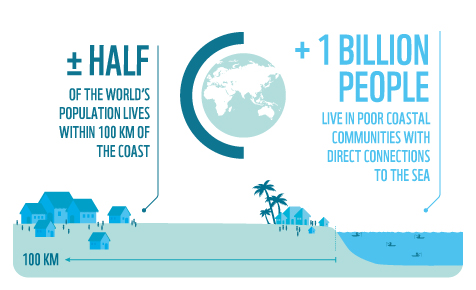 ± HALF
OF THE WORLD'S
POPULATION LIVES
WITHIN 100 KM OF
THE COAST
+ 1 BILLION
PEOPLE
LIVE IN POOR COASTAL
COMMUNITIES WITH
DIRECT CONNECTIONS
TO THE SEA
100 KM